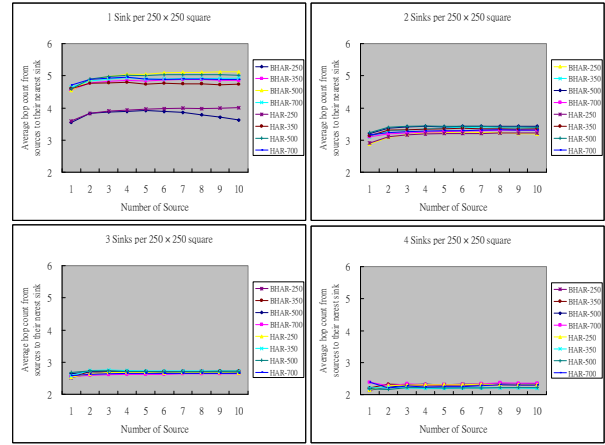 1 Sink per 250 × 250 square
Average hop count from
sources to their nearest sink
6
5
4
3
2
1 2 3 4 5 6 7 8 9 10
Number of Source
BHAR-250
BHAR-350
BHAR-500
BHAR-700
HAR-250
HAR-350
HAR-500
HAR-700
2 Sinks per 250 × 250 square
Average hop count from
sources to their nearest sink
6
5
4
3
2
1 2 3 4 5 6 7 8 9 10
Number of Source
BHAR-250
BHAR-350
BHAR-500
BHAR-700
HAR-250
HAR-350
HAR-500
HAR-700
3 Sinks per 250 × 250 square
Average hop count from
sources to their nearest sink
6
5
4
3
2
1 2 3 4 5 6 7 8 9 10
Number of Source
BHAR-250
BHAR-350
BHAR-500
BHAR-700
HAR-250
HAR-350
HAR-500
HAR-700
4 Sinks per 250 × 250 square
Average hop count from
sources to their nerest sink
6
5
4
3
2
1 2 3 4 5 6 7 8 9 10
Number of Source
BHAR-250
BHAR-350
BHAR-500
BHAR-700
HAR-250
HAR-350
HAR-500
HAR-700